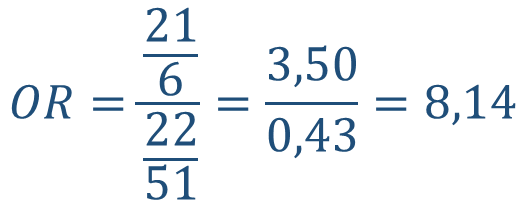 OR = (21/6)/(22/51) = 3,50/0,43 = 8,14